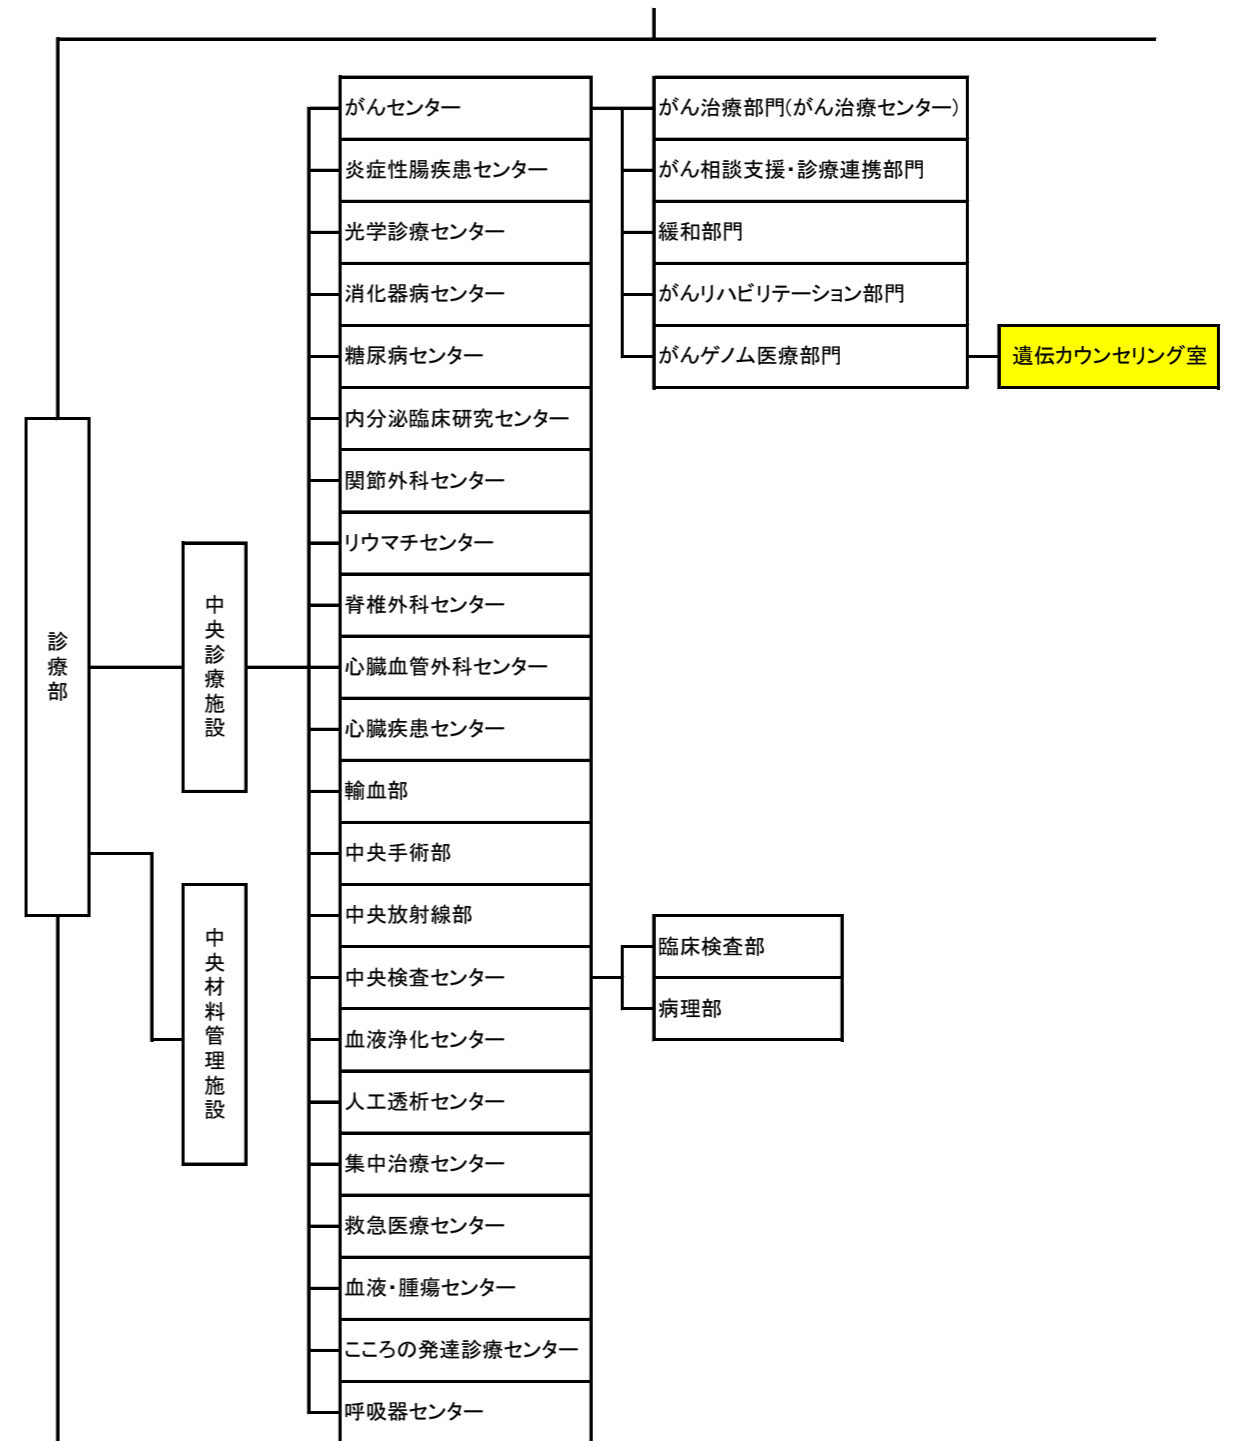 がんセンター
がん治療部門(がん治療センター)
炎症性腸疾患センター
がん相談支援・診療連携部門
光学診療センター
緩和部門
消化器病センター
がんリハビリテーション部門
糖尿病センター
がんゲノム医療部門
遺伝カウンセリング室
内分泌臨床研究センター
関節外科センター
リウマチセンター
脊椎外科センター
診療部
中央診療施設
心臓血管外科センター
心臓疾患センター
輸血部
中央手術部
中央放射線部
中央材料管理施設
中央検査センター
臨床検査部
病理部
血液浄化センター
人工透析センター
集中治療センター
救急医療センター
血液・腫瘍センター
こころの発達診療センター
呼吸器センター